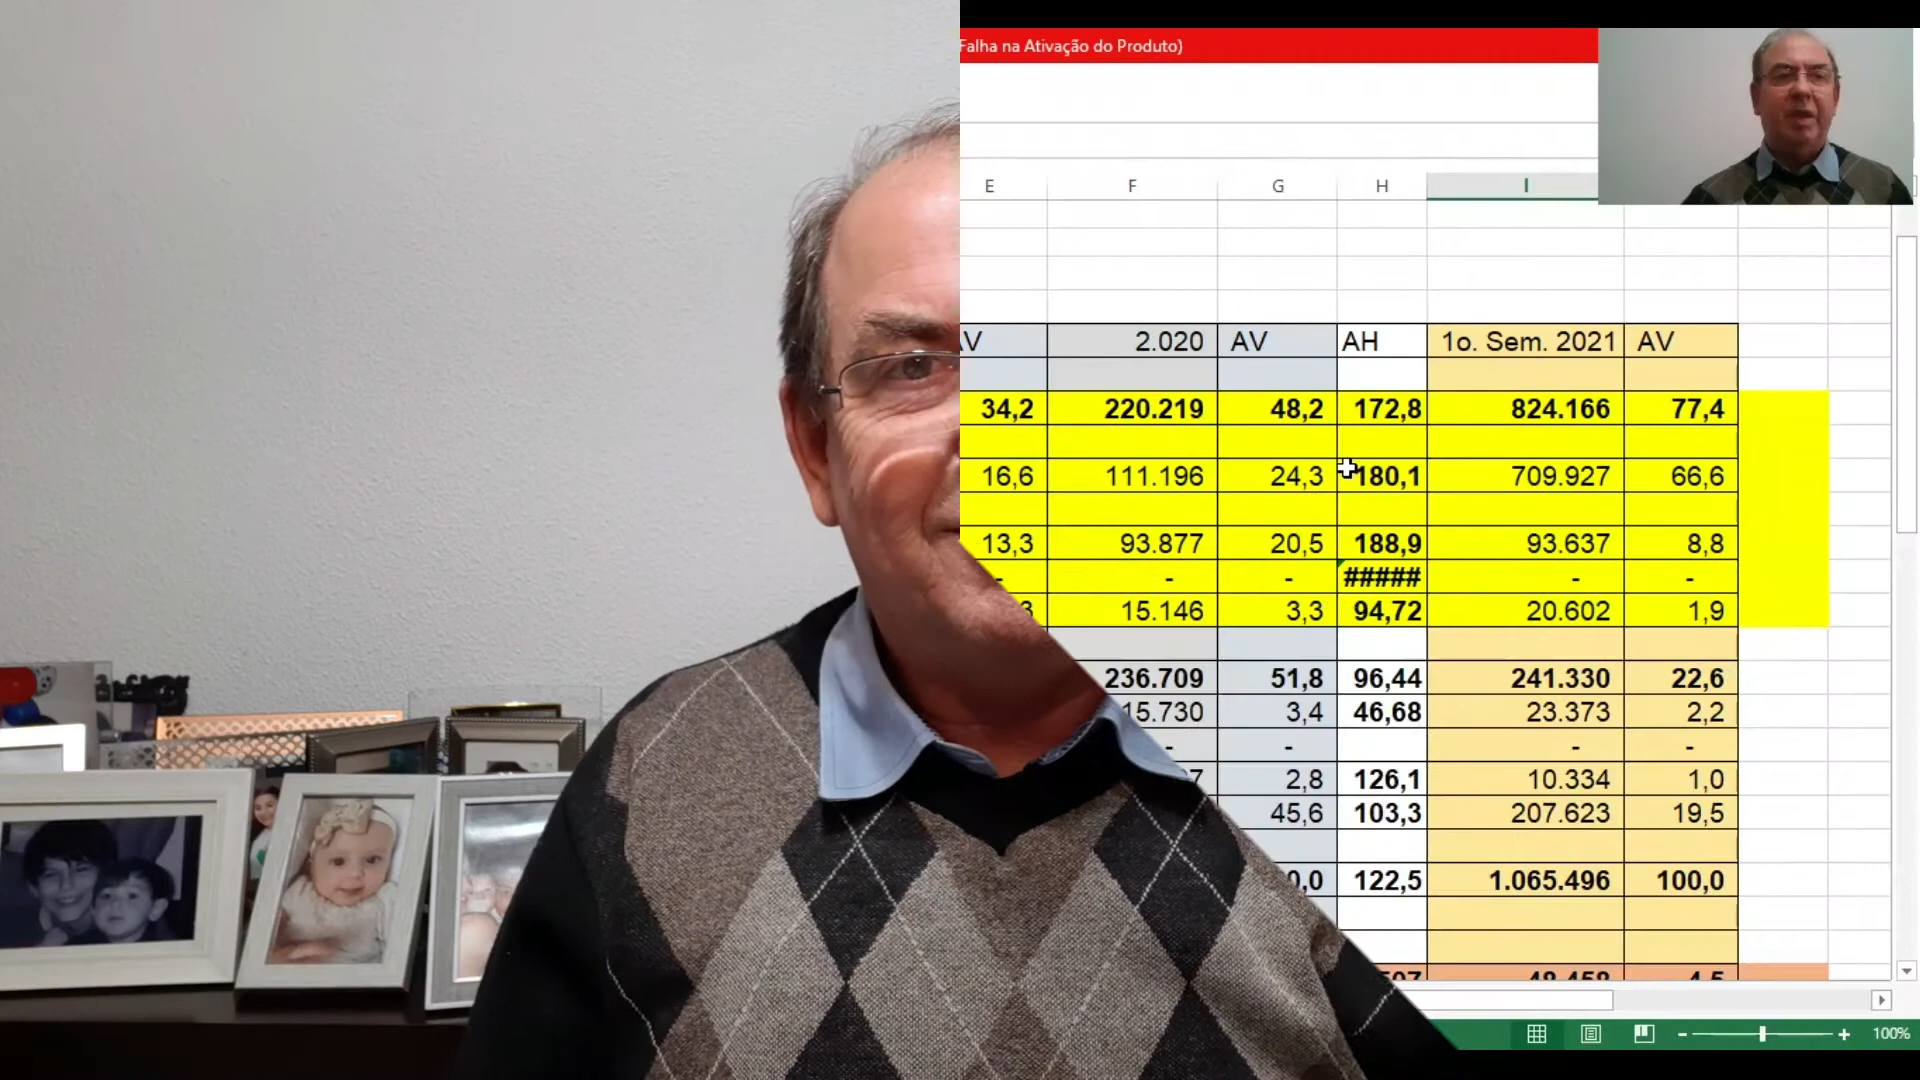 Falha na Ativação do Produto)
E F G H I
2.020 AV AH 1o. Sem. 2021 AV
34,2 220.219 48,2 172,8 824.166 77,4
16,6 111.196 24,3 180,1 709.927 66,6
13,3 93.877 20,5 188,9 93.637 8,8
- - - ##### - -
15.146 3,3 94,72 20.602 1,9
236.709 51,8 96,44 241.330 22,6
15.730 3,4 46,68 23.373 2,2
- - - -
2,8 126,1 10.334 1,0
45,6 103,3 207.623 19,5
122,5 1.065.496 100,0
100%